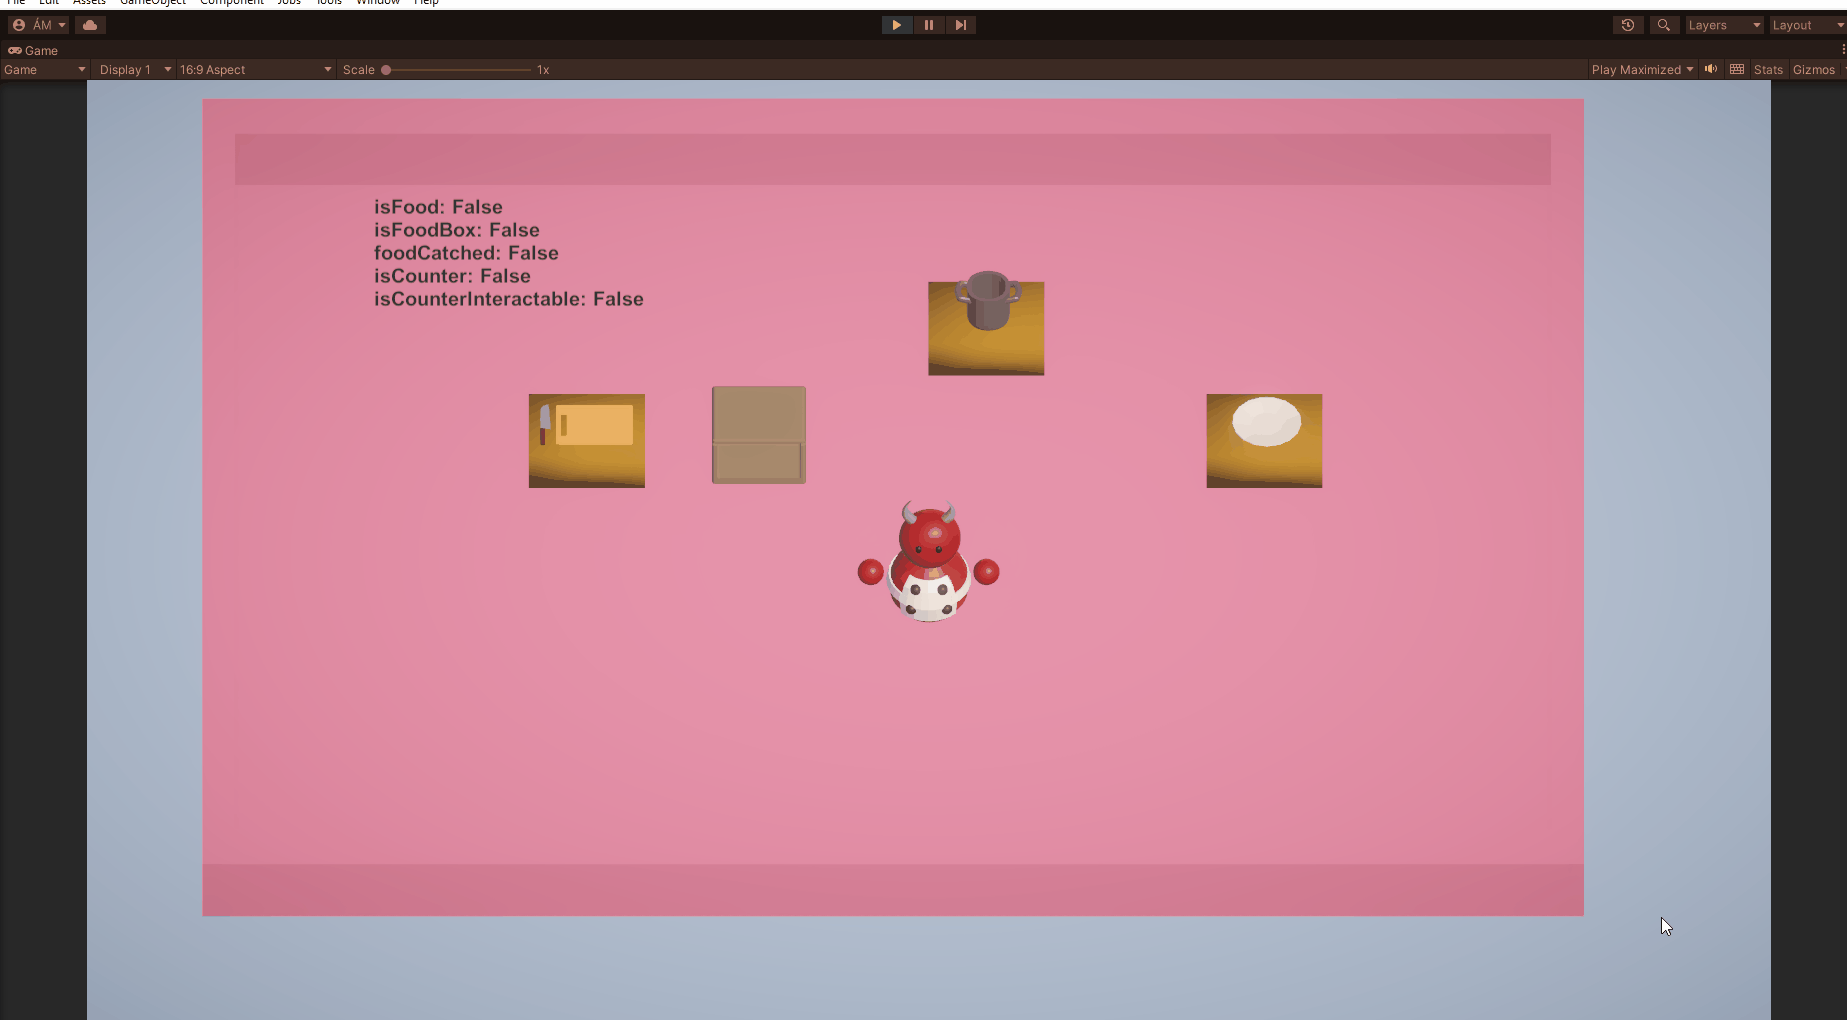 File Edit Assets GameObject Component Jobs Tools Window Help
ÁM Layers Layout
Game
Game Display 1 16:9 Aspect Scale 1x Play Maximized Stats Gizmos
isFood: False
isFoodBox: False
foodCatched: False
isCounter: False
isCounterInteractable: False